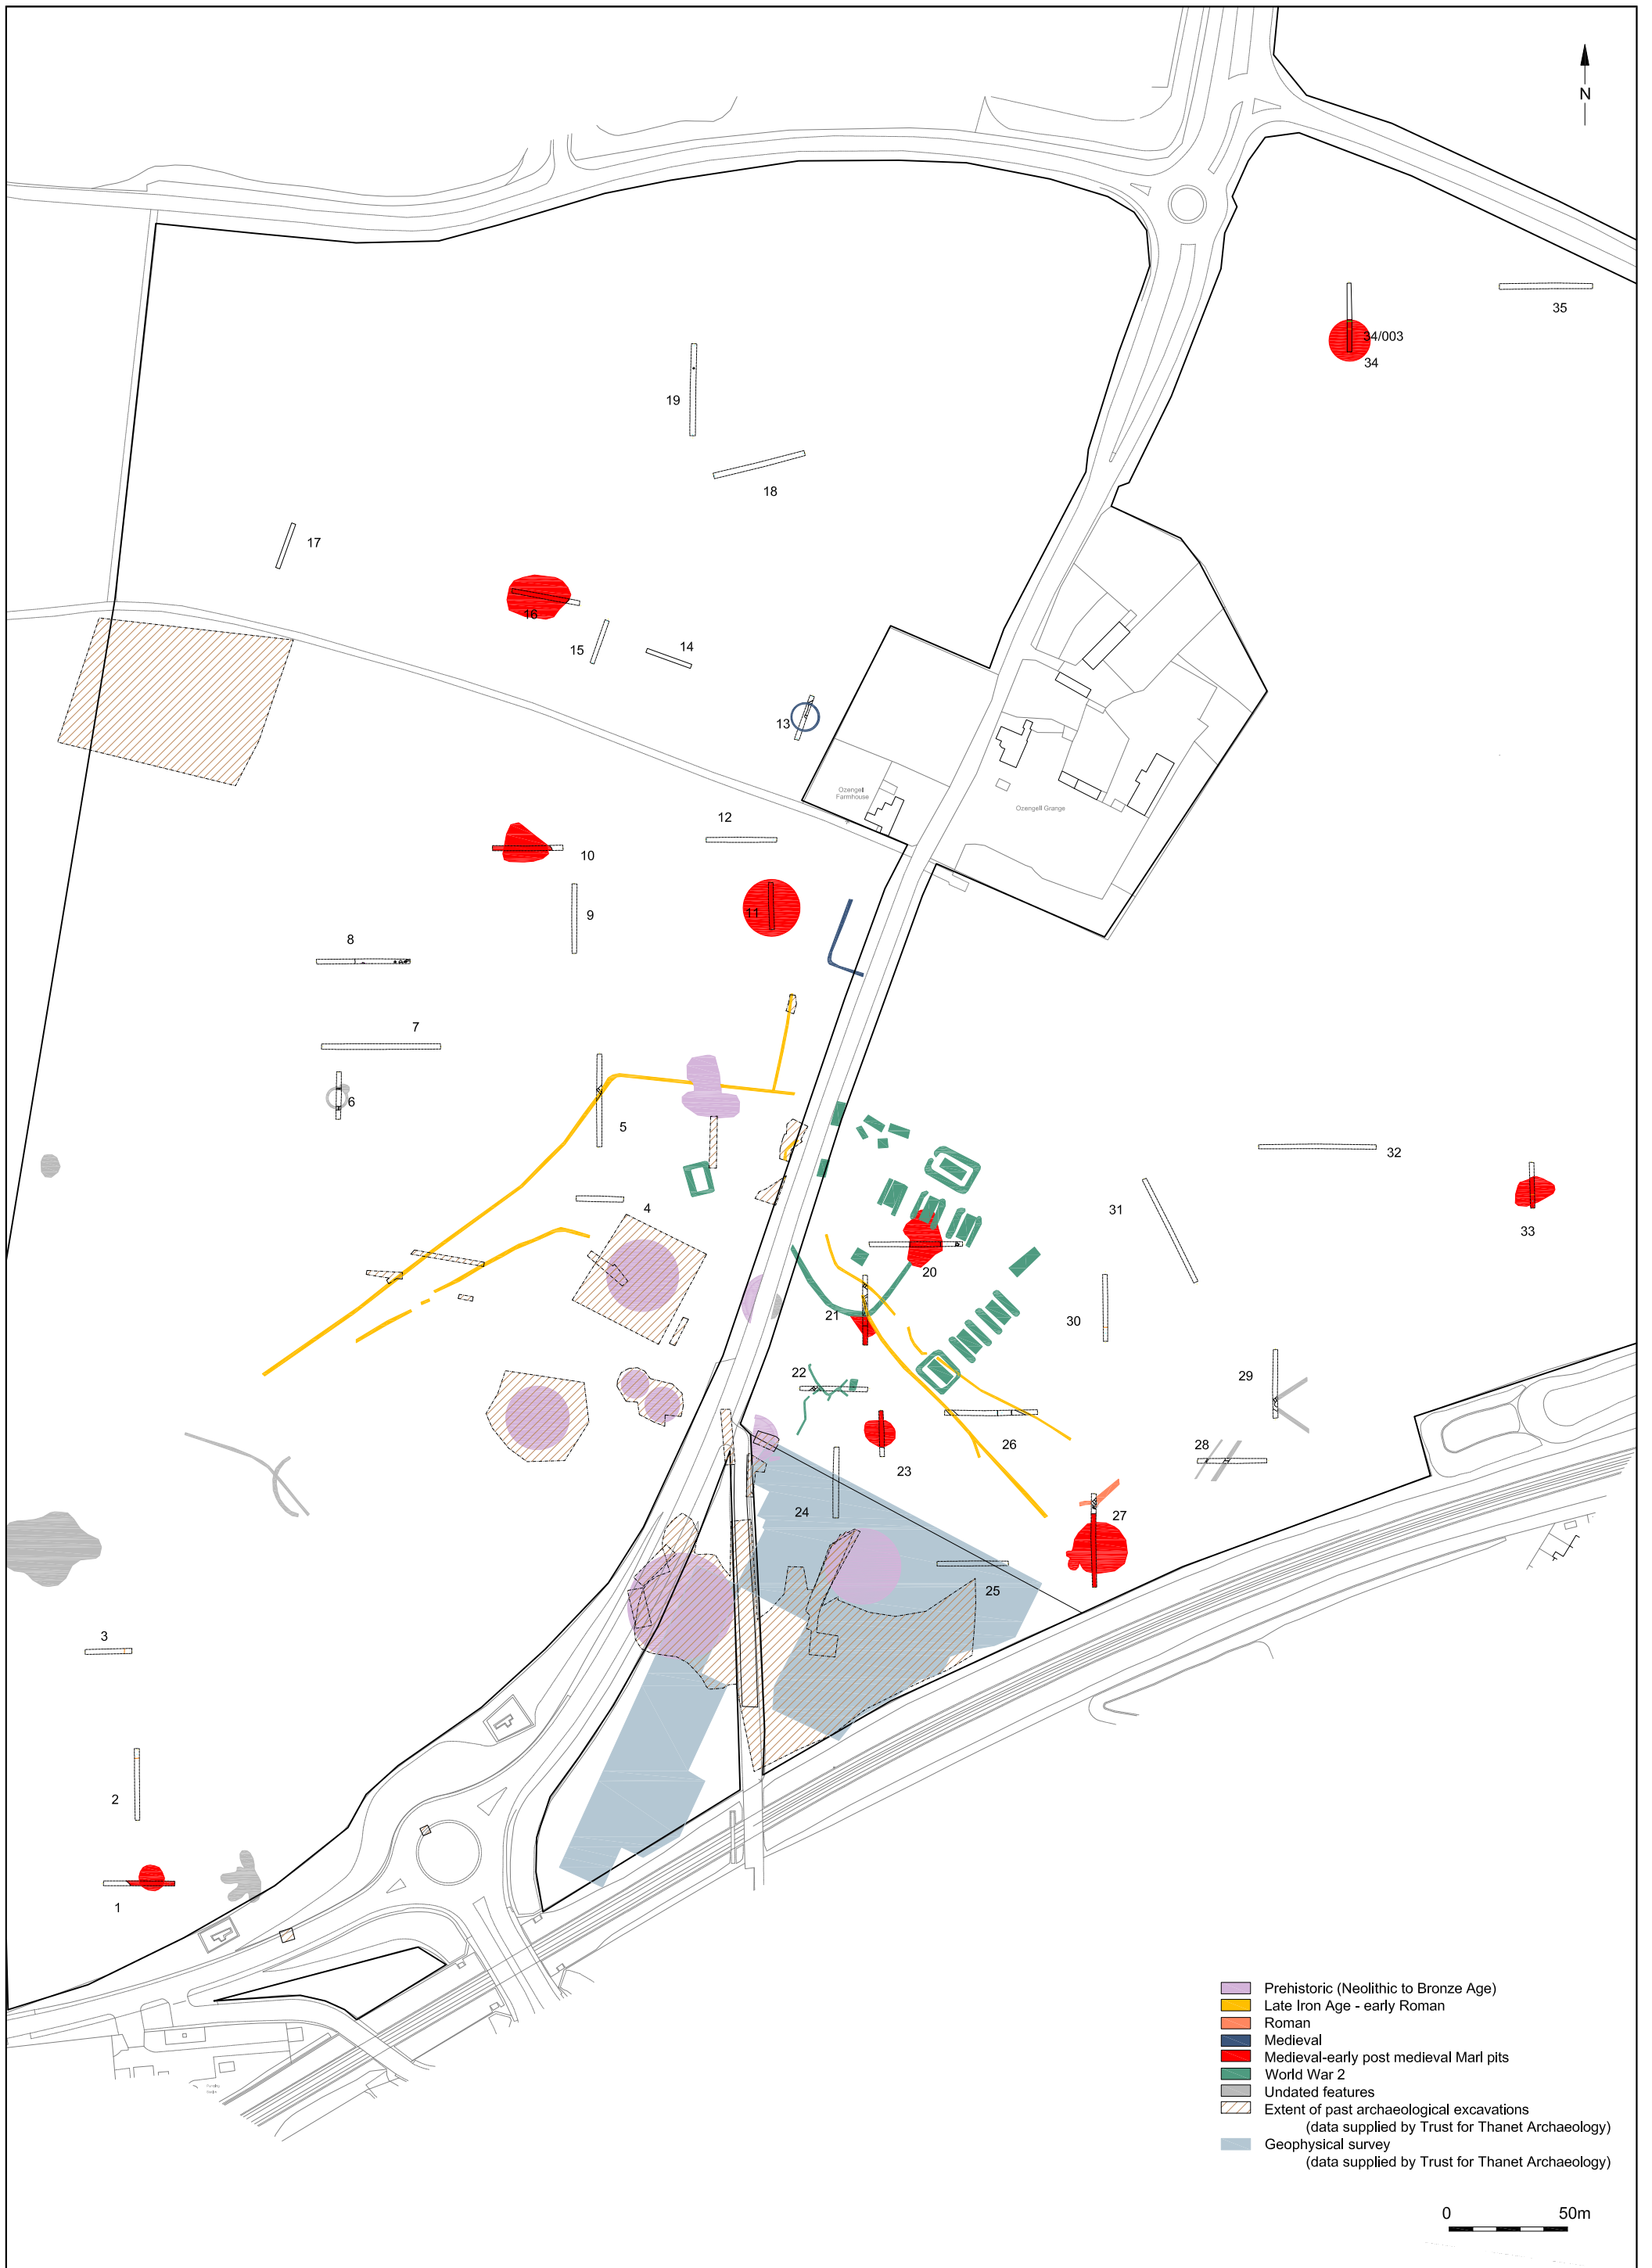 N
35
34/003
34
19
18
17
16
15
14
13
Ozengell
Farmhouse
Ozengell Grange
12
10
11
9
8
7
6
5
32
31
33
4
20
21
30
22
29
26
23
28
24
27
25
3
2
1
Prehistoric (Neolithic to Bronze Age)
Late Iron Age - early Roman
Roman
Medieval
Medieval-early post medieval Marl pits
World War 2
Undated features
Extent of past archaeological excavations
(data supplied by Trust for Thanet Archaeology)
Geophysical survey
(data supplied by Trust for Thanet Archaeology)
0 50m